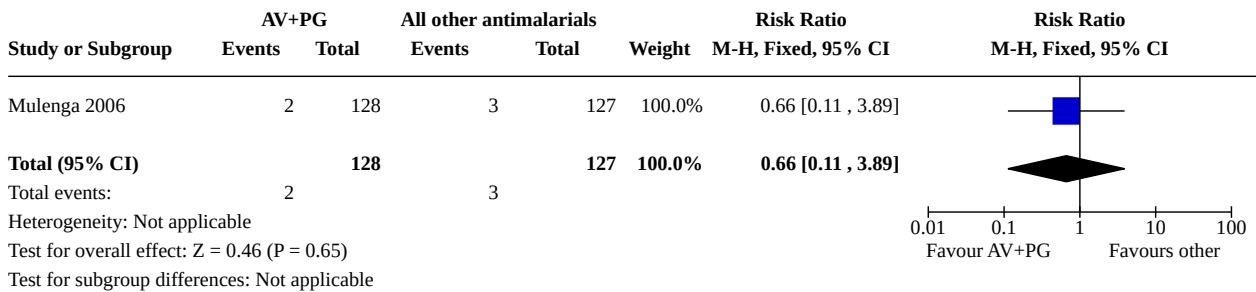 AV+PG All other antimalarials Risk Ratio Risk Ratio
Study or Subgroup Events Total Events Total Weight M-H, Fixed, 95% CI M-H, Fixed, 95% CI
Mulenga 2006 2 128 3 127 100.0% 0.66 [0.11 , 3.89]
Total (95% CI) 128 127 100.0% 0.66 [0.11 , 3.89]
Total events: 2 3
Heterogeneity: Not applicable
0.01 0.1 1 10 100
Test for overall effect: Z = 0.46 (P = 0.65)
Favour AV+PG Favours other
Test for subgroup differences: Not applicable